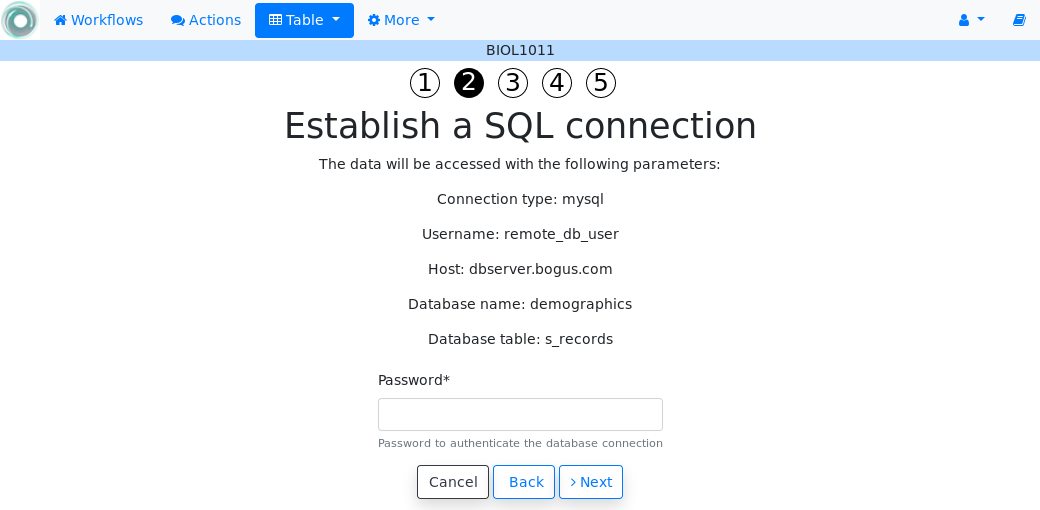 Workflows Actions Table More
BIOL1011
1 2 3 4 5
Establish a SQL connection
The data will be accessed with the following parameters:
Connection type: mysql
Username: remote_db_user
Host: dbserver.bogus.com
Database name: demographics
Database table: s_records
Password*
Password to authenticate the database connection
Cancel Back Next